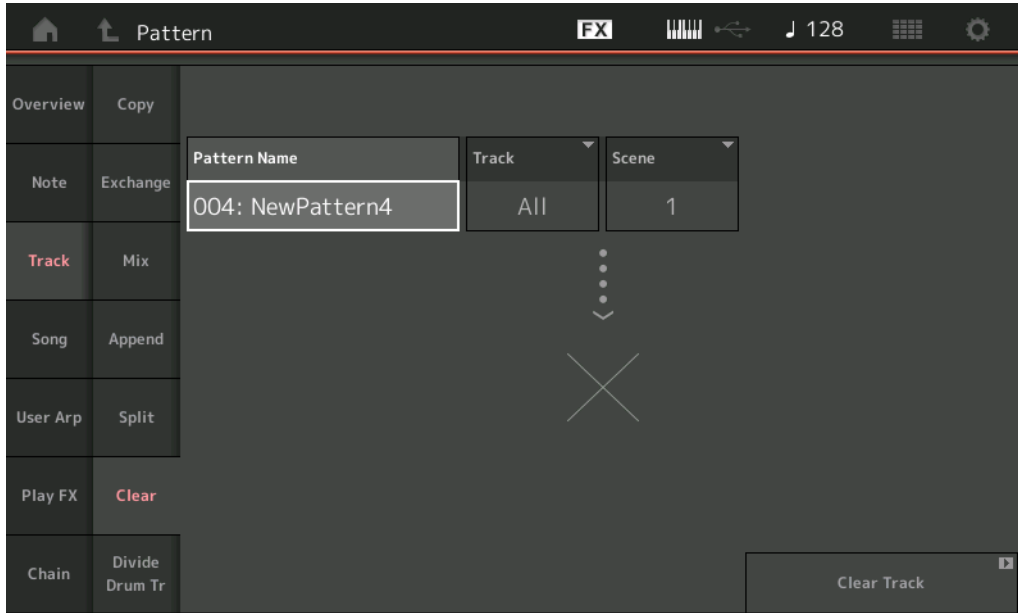 Pattern
FX
♩ 128
Overview
Copy
Note
Exchange
Track
Mix
Song
Append
User Arp
Split
Play FX
Clear
Chain
Divide
Drum Tr
Pattern Name
Track
Scene
004: NewPattern4
All
1
Clear Track